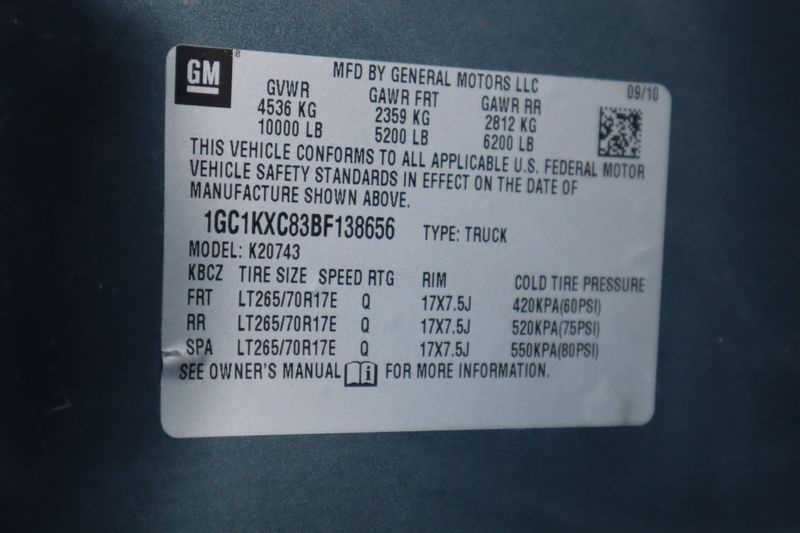 GM
MFD BY GENERAL MOTORS LLC 09/10
GVWR GAWR FRT GAWR RR
4536 KG 2359 KG 2812 KG
10000 LB 5200 LB 6200 LB
THIS VEHICLE CONFORMS TO ALL APPLICABLE U.S. FEDERAL MOTOR
VEHICLE SAFETY STANDARDS IN EFFECT ON THE DATE OF
MANUFACTURE SHOWN ABOVE.
1GC1KXC83BF138656 TYPE: TRUCK
MODEL: K20743
KBCZ TIRE SIZE SPEED RTG RIM COLD TIRE PRESSURE
FRT LT265/70R17E Q 17X7.5J 420KPA(60PSI)
RR LT265/70R17E Q 17X7.5J 520KPA(75PSI)
SPA LT265/70R17E Q 17X7.5J 550KPA(80PSI)
SEE OWNER'S MANUAL i FOR MORE INFORMATION.